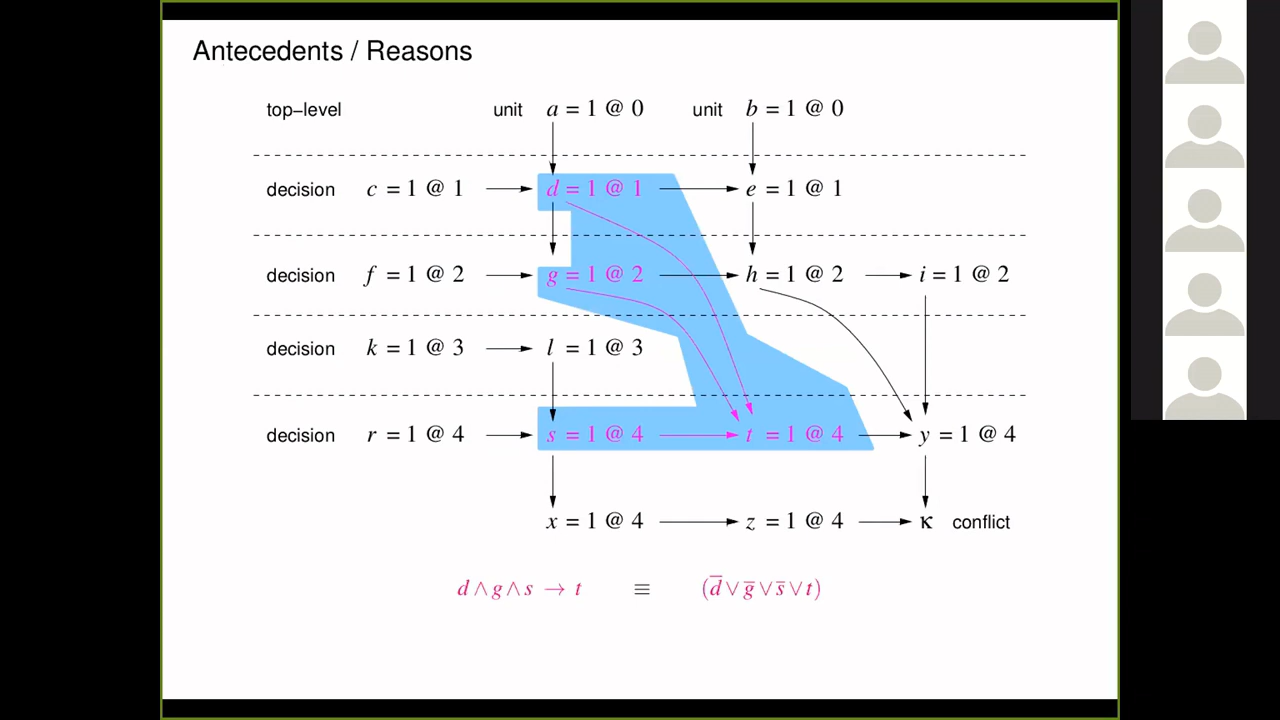 Antecedents / Reasons
top−level unit a = 1 @ 0 unit b = 1 @ 0
decision c = 1 @ 1 d = 1 @ 1 e = 1 @ 1
decision f = 1 @ 2 g = 1 @ 2 h = 1 @ 2 i = 1 @ 2
decision k = 1 @ 3 l = 1 @ 3
decision r = 1 @ 4 s = 1 @ 4 t = 1 @ 4 y = 1 @ 4
x = 1 @ 4 z = 1 @ 4 κ conflict
d ∧ g ∧ s → t ≡ (d̅ ∨ g̅ ∨ s̅ ∨ t)